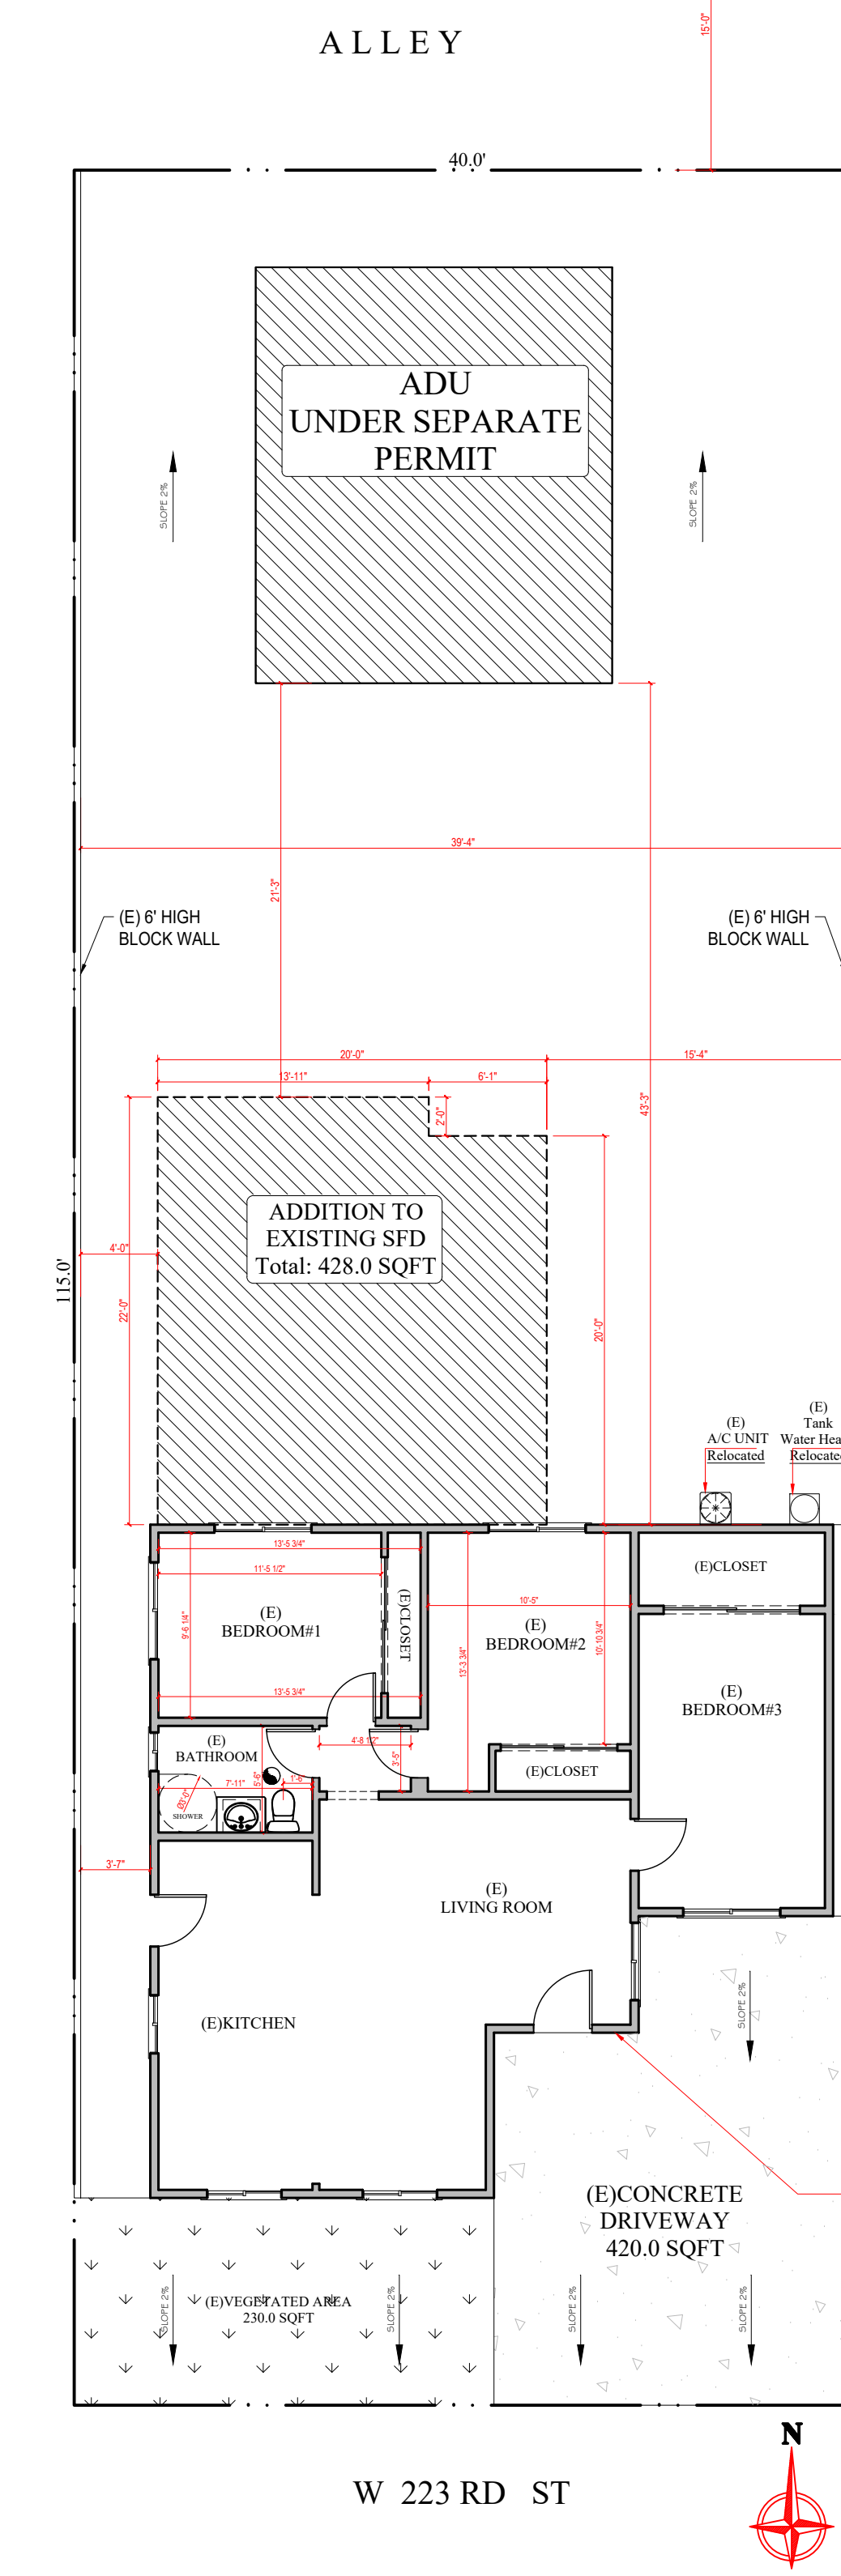 ALLEY
15'-0"
40.0'
ADU
UNDER SEPARATE
PERMIT
SLOPE 2%
SLOPE 2%
39'-4"
21'-3"
(E) 6' HIGH
BLOCK WALL
(E) 6' HIGH
BLOCK WALL
20'-0"
15'-4"
13'-11"
6'-1"
2'-0"
43'-3"
ADDITION TO
EXISTING SFD
Total: 428.0 SQFT
4'-0"
115.0'
22'-0"
20'-0"
(E)
A/C UNIT
Relocated
(E)
Tank
Water Hea
Relocate
13'-5 3/4"
11'-5 1/2"
(E)CLOSET
(E)CLOSET
9'-6 1/4"
(E)
BEDROOM#1
10'-5"
(E)
BEDROOM#2
10'-10 3/4"
13'-3 3/4"
13'-5 3/4"
(E)
BEDROOM#3
(E)
BATHROOM
4'-8 1/2"
3'-5"
5'-6"
1'-6"
7'-11"
Ø3'-0"
SHOWER
(E)CLOSET
3'-7"
(E)
LIVING ROOM
(E)KITCHEN
SLOPE 2%
(E)CONCRETE
DRIVEWAY
420.0 SQFT
(E)VEGETATED AREA
230.0 SQFT
SLOPE 2%
SLOPE 2%
SLOPE 2%
SLOPE 2%
N
W 223 RD ST